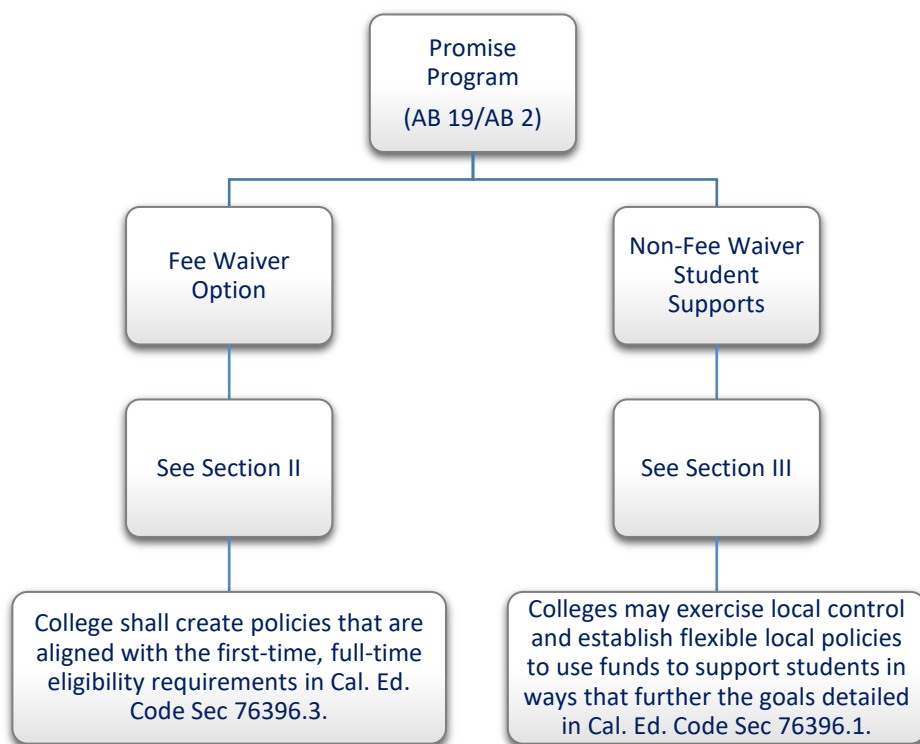 Promise
Program
(AB 19/AB 2)
Fee Waiver
Option
Non-Fee Waiver
Student
Supports
See Section II
See Section III
College shall create policies that are
aligned with the first-time, full-time
eligibility requirements in Cal. Ed.
Code Sec 76396.3.
Colleges may exercise local control
and establish flexible local policies
to use funds to support students in
ways that further the goals detailed
in Cal. Ed. Code Sec 76396.1.